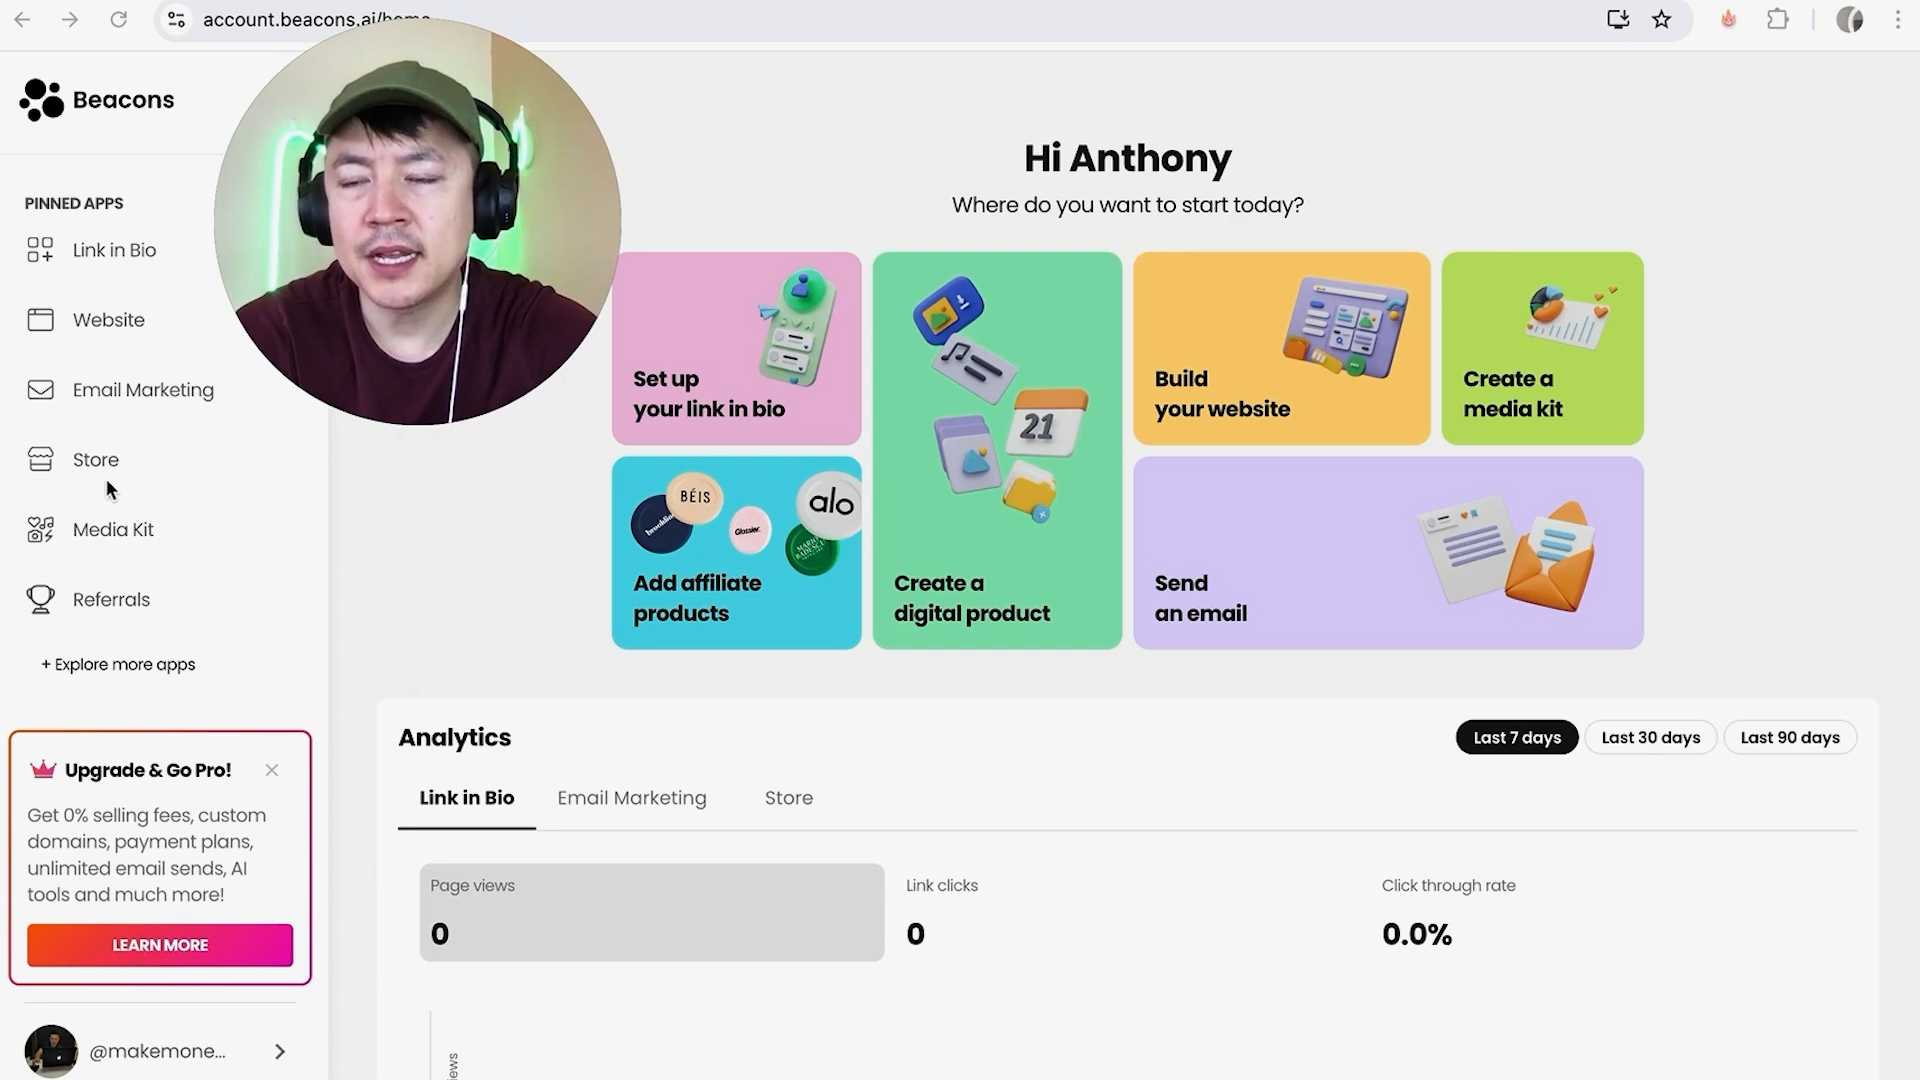 account.beacons.ai/home
Beacons
PINNED APPS
Link in Bio
Website
Email Marketing
Store
Media Kit
Referrals
+ Explore more apps
Upgrade & Go Pro!
Get 0% selling fees, custom
domains, payment plans,
unlimited email sends, AI
tools and much more!
LEARN MORE
@makemone...
Hi Anthony
Where do you want to start today?
Set up
your link in bio
21
Create a
digital product
Build
your website
Create a
media kit
BÉIS
alo
Glossier.
MARIO
BADESCU
Add affiliate
products
Send
an email
Analytics
Last 7 days
Last 30 days
Last 90 days
Link in Bio
Email Marketing
Store
Page views
0
Link clicks
0
Click through rate
0.0%